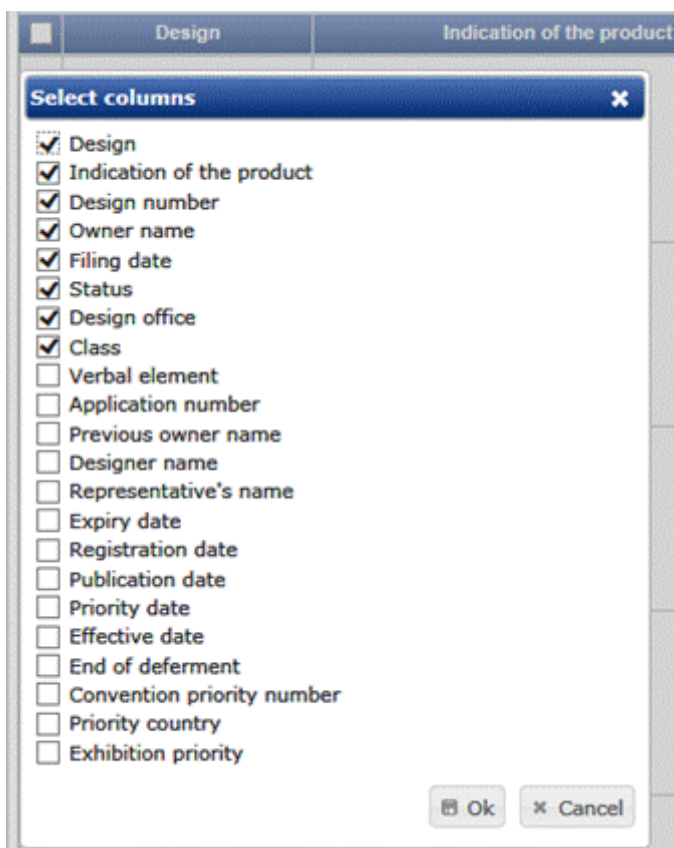 Design Indication of the product
Select columns
Design
Indication of the product
Design number
Owner name
Filing date
Status
Design office
Class
Verbal element
Application number
Previous owner name
Designer name
Representative's name
Expiry date
Registration date
Publication date
Priority date
Effective date
End of deferment
Convention priority number
Priority country
Exhibition priority
Ok Cancel